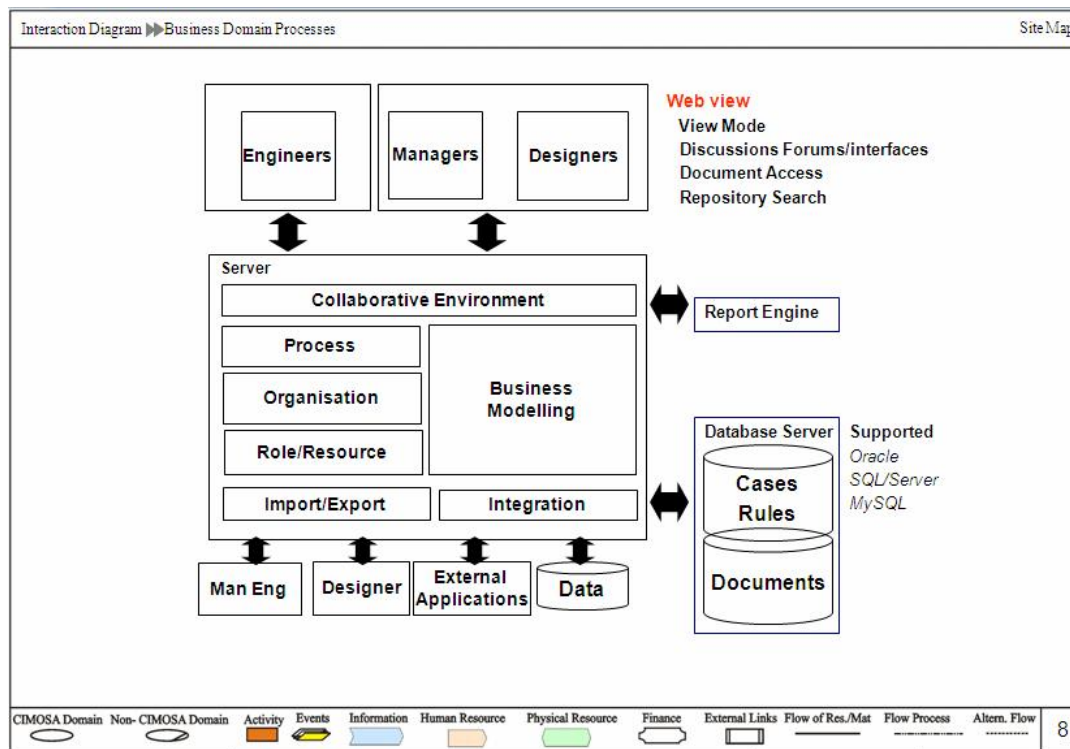 Interaction Diagram Business Domain Processes
Site Map
Engineers
Managers
Designers
Web view
View Mode
Discussions Forums/interfaces
Document Access
Repository Search
Server
Collaborative Environment
Process
Organisation
Role/Resource
Business
Modelling
Import/Export
Integration
Report Engine
Database Server
Cases
Rules
Documents
Supported
Oracle
SQL/Server
MySQL
Man Eng
Designer
External
Applications
Data
CIMOSA Domain
Non- CIMOSA Domain
Activity
Events
Information
Human Resource
Physical Resource
Finance
External Links
Flow of Res./Mat
Flow Process
Altern. Flow
8